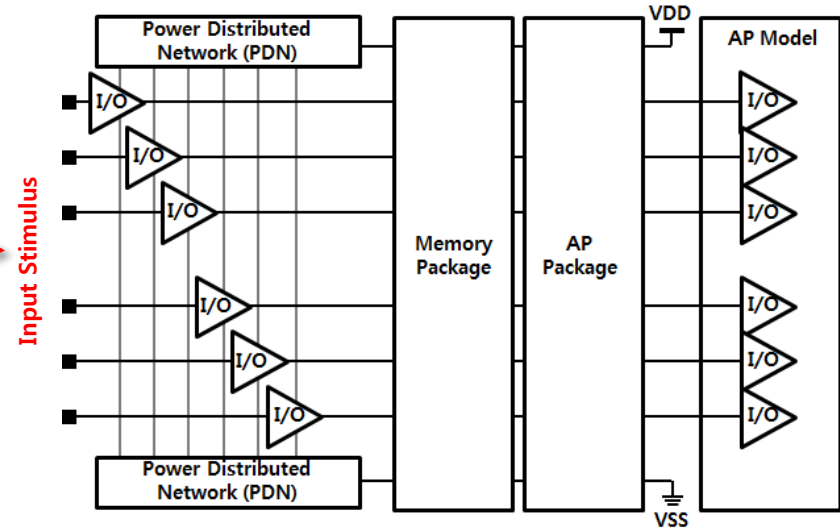 Power Distributed
Network (PDN)
VDD
AP Model
I/O
I/O
I/O
I/O
I/O
I/O
Input Stimulus
Memory
Package
AP
Package
I/O
I/O
I/O
I/O
I/O
I/O
Power Distributed
Network (PDN)
VSS